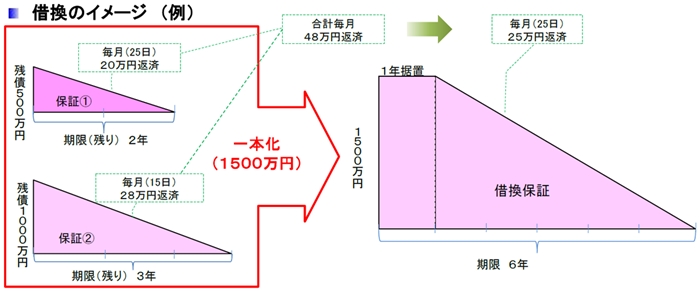 借換のイメージ （例）
合計毎月
48万円返済
毎月（25日）
25万円返済
毎月（25日）
20万円返済
残債500万円
保証①
期限（残り） 2年
一本化
（1500万円）
毎月（15日）
28万円返済
残債1000万円
保証②
期限（残り） 3年
1年据置
1500万円
借換保証
期限 6年